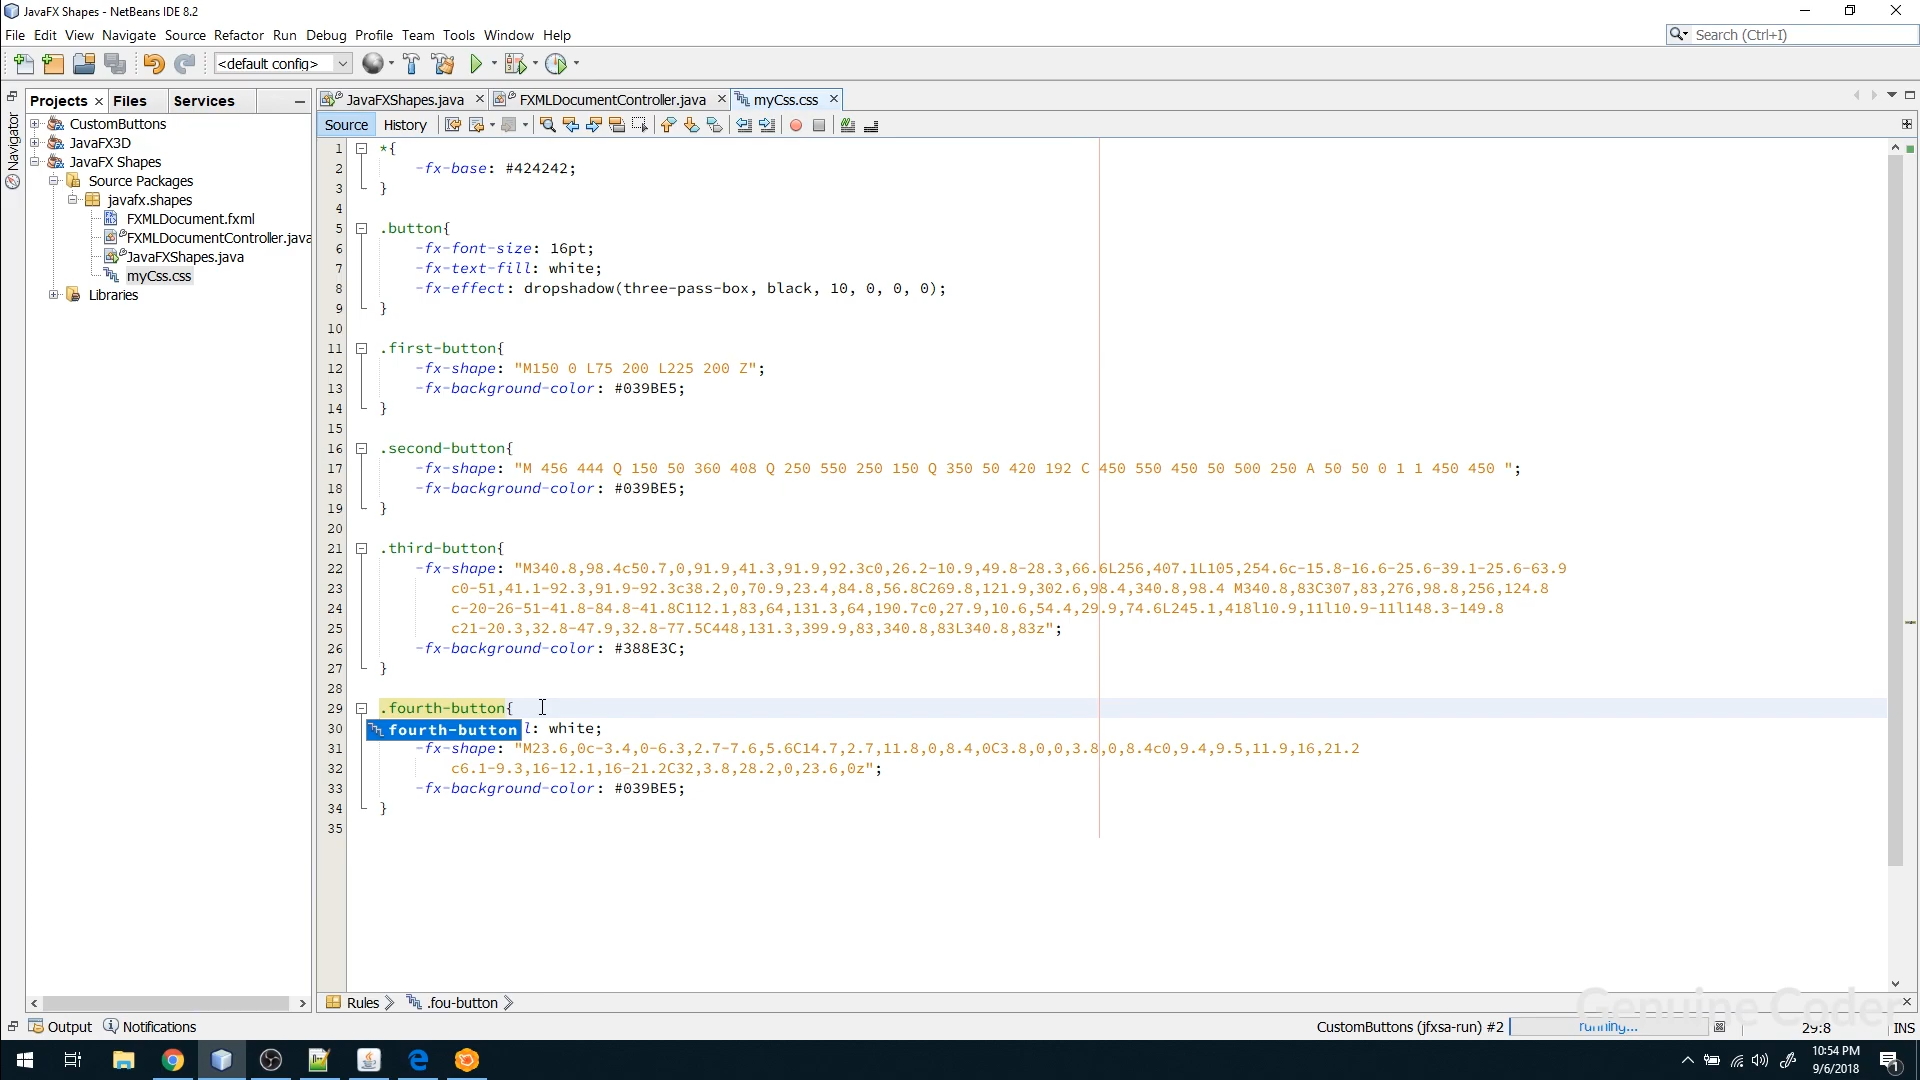 JavaFX Shapes - NetBeans IDE 8.2
File Edit View Navigate Source Refactor Run Debug Profile Team Tools Window Help
Search (Ctrl+I)
<default config>
Projects Files Services
JavaFXShapes.java FXMLDocumentController.java myCss.css
Navigator
Source History
CustomButtons
JavaFX3D
JavaFX Shapes
Source Packages
javafx.shapes
FXMLDocument.fxml
FXMLDocumentController.java
JavaFXShapes.java
myCss.css
Libraries
1 *{
2 -fx-base: #424242;
3 }
4
5 .button{
6 -fx-font-size: 16pt;
7 -fx-text-fill: white;
8 -fx-effect: dropshadow(three-pass-box, black, 10, 0, 0, 0);
9 }
10
11 .first-button{
12 -fx-shape: "M150 0 L75 200 L225 200 Z";
13 -fx-background-color: #039BE5;
14 }
15
16 .second-button{
17 -fx-shape: "M 456 444 Q 150 50 360 408 Q 250 550 250 150 Q 350 50 420 192 C 450 550 450 50 500 250 A 50 50 0 1 1 450 450 ";
18 -fx-background-color: #039BE5;
19 }
20
21 .third-button{
22 -fx-shape: "M340.8,98.4c50.7,0,91.9,41.3,91.9,92.3c0,26.2-10.9,49.8-28.3,66.6L256,407.1L105,254.6c-15.8-16.6-25.6-39.1-25.6-63.9
23 c0-51,41.1-92.3,91.9-92.3c38.2,0,70.9,23.4,84.8,56.8C269.8,121.9,302.6,98.4,340.8,98.4 M340.8,83C307,83,276,98.8,256,124.8
24 c-20-26-51-41.8-84.8-41.8C112.1,83,64,131.3,64,190.7c0,27.9,10.6,54.4,29.9,74.6L245.1,418l10.9,11l10.9-11l148.3-149.8
25 c21-20.3,32.8-47.9,32.8-77.5C448,131.3,399.9,83,340.8,83L340.8,83z";
26 -fx-background-color: #388E3C;
27 }
28
29 .fourth-button{
30 fourth-button l: white;
31 -fx-shape: "M23.6,0c-3.4,0-6.3,2.7-7.6,5.6C14.7,2.7,11.8,0,8.4,0C3.8,0,0,3.8,0,8.4c0,9.4,9.5,11.9,16,21.2
32 c6.1-9.3,16-12.1,16-21.2C32,3.8,28.2,0,23.6,0z";
33 -fx-background-color: #039BE5;
34 }
35
Rules .fou-button
Genuine Coder
Output Notifications
CustomButtons (jfxsa-run) #2 running... 29:8 INS
10:54 PM
9/6/2018
1